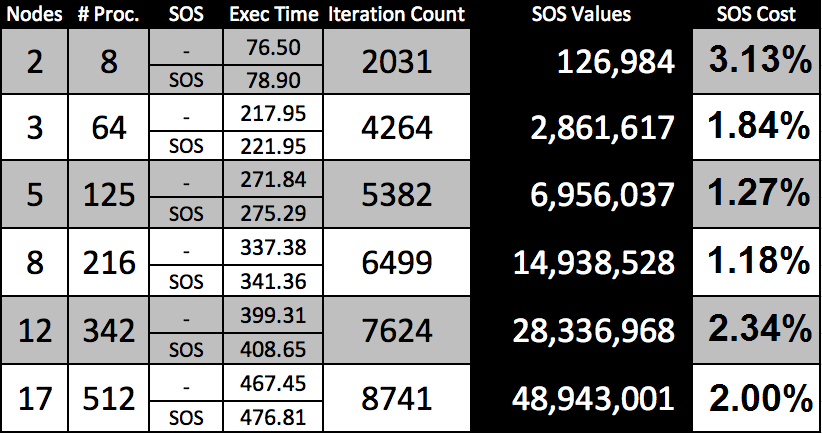 Nodes # Proc. SOS Exec Time Iteration Count SOS Values SOS Cost
2 8 - 76.50 2031 126,984 3.13%
SOS 78.90
3 64 - 217.95 4264 2,861,617 1.84%
SOS 221.95
5 125 - 271.84 5382 6,956,037 1.27%
SOS 275.29
8 216 - 337.38 6499 14,938,528 1.18%
SOS 341.36
12 342 - 399.31 7624 28,336,968 2.34%
SOS 408.65
17 512 - 467.45 8741 48,943,001 2.00%
SOS 476.81